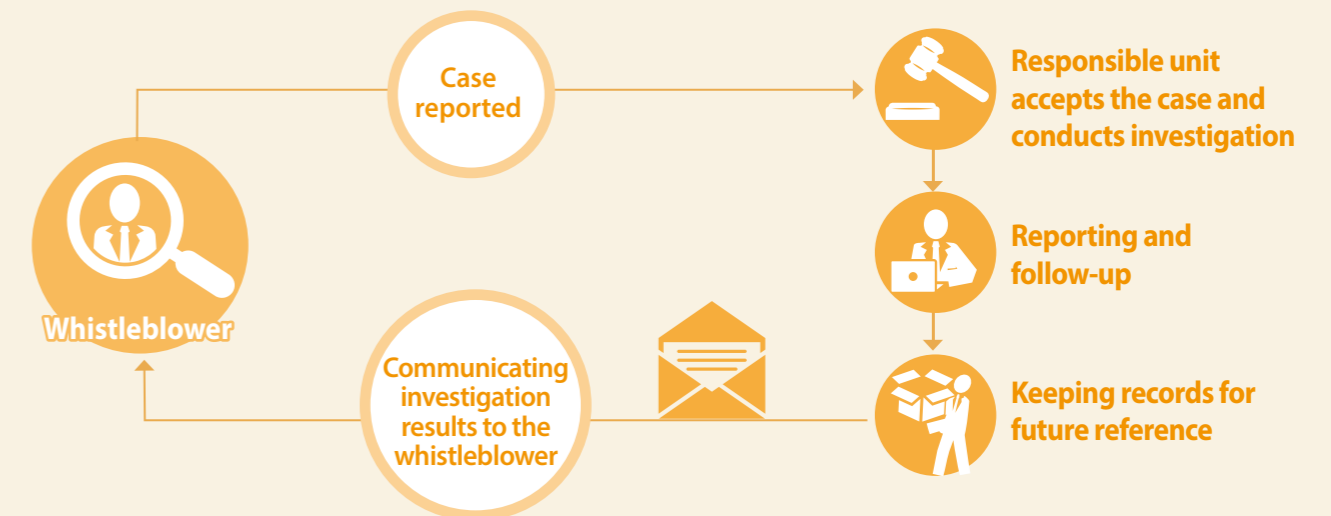 Case
reported
Responsible unit
accepts the case and
conducts investigation
Whistleblower
Reporting and
follow-up
Communicating
investigation
results to the
whistleblower
Keeping records for
future reference